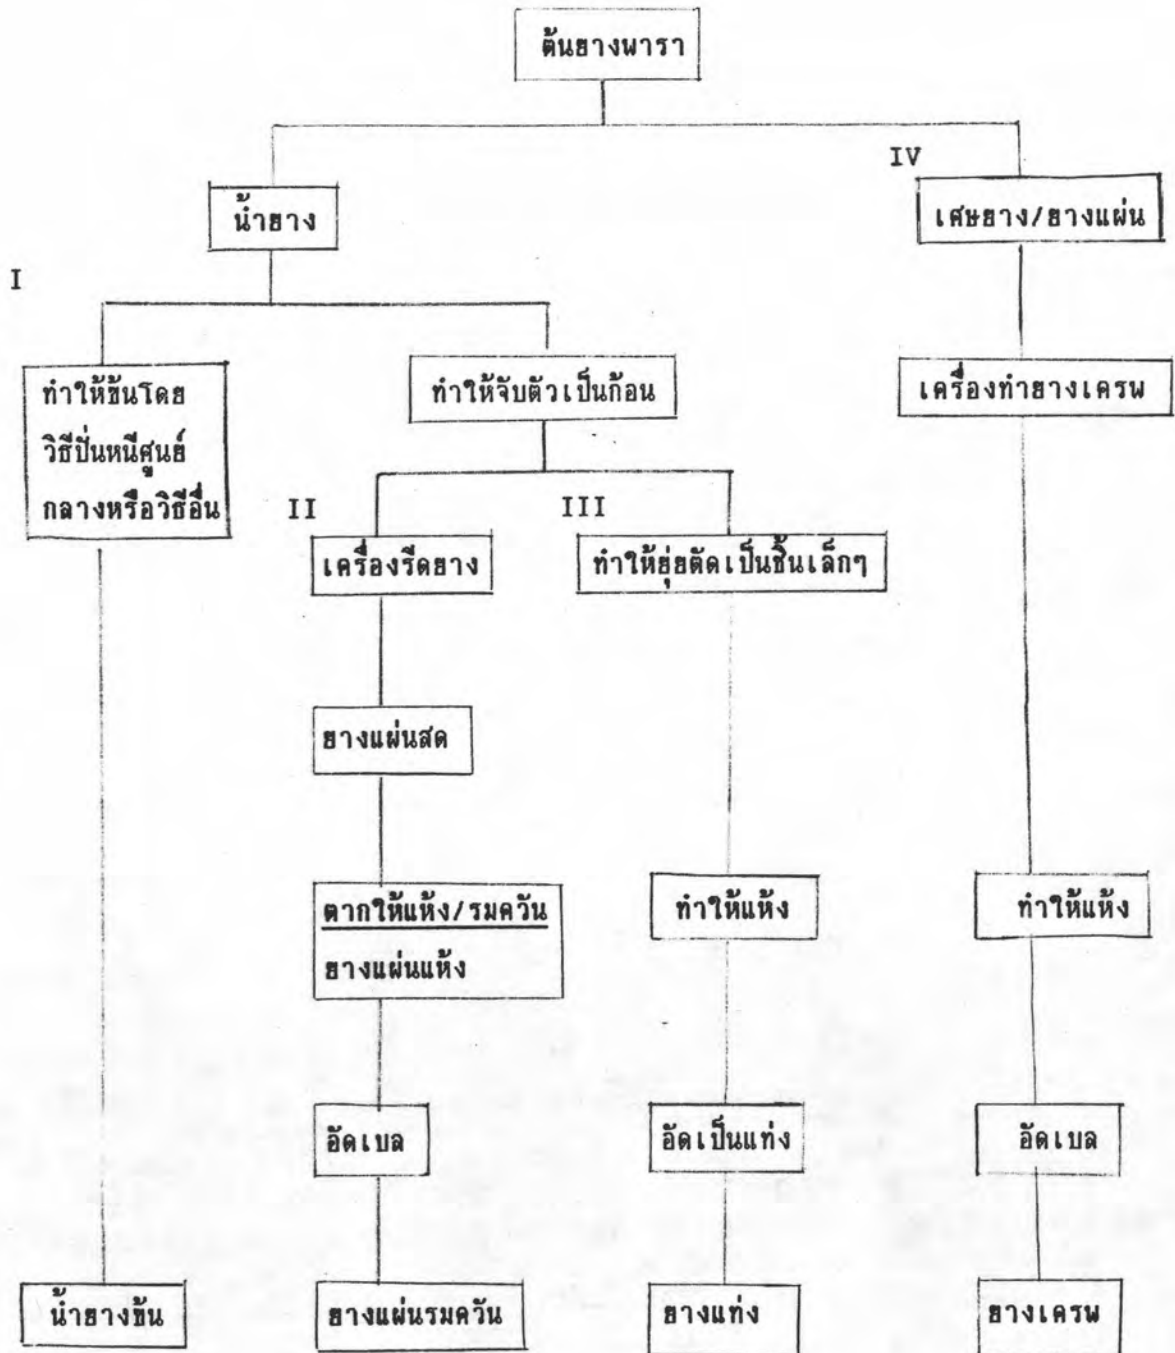 ต้นยางพารา
IV
น้ำยาง
เศษยาง/ยางแผ่น
I
ทำให้ข้นโดย
วิธีปั่นหนีศูนย์
กลางหรือวิธีอื่น
ทำให้จับตัวเป็นก้อน
เครื่องทำยางเครพ
II
III
เครื่องรีดยาง
ทำให้ยุ่ยตัดเป็นชิ้นเล็กๆ
ยางแผ่นสด
ตากให้แห้ง/รมควัน
ยางแผ่นแห้ง
ทำให้แห้ง
ทำให้แห้ง
อัดเบล
อัดเป็นแท่ง
อัดเบล
น้ำยางข้น
ยางแผ่นรมควัน
ยางแท่ง
ยางเครพ